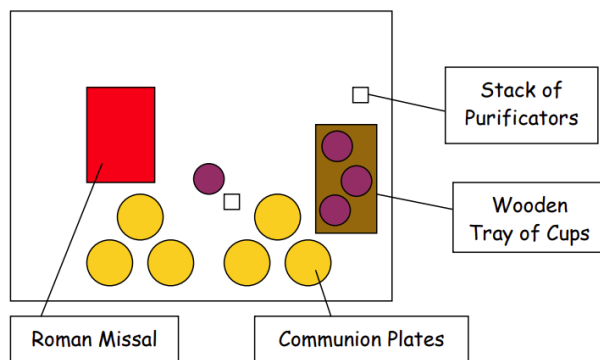 Stack of
Purificators
Wooden
Tray of Cups
Roman Missal
Communion Plates